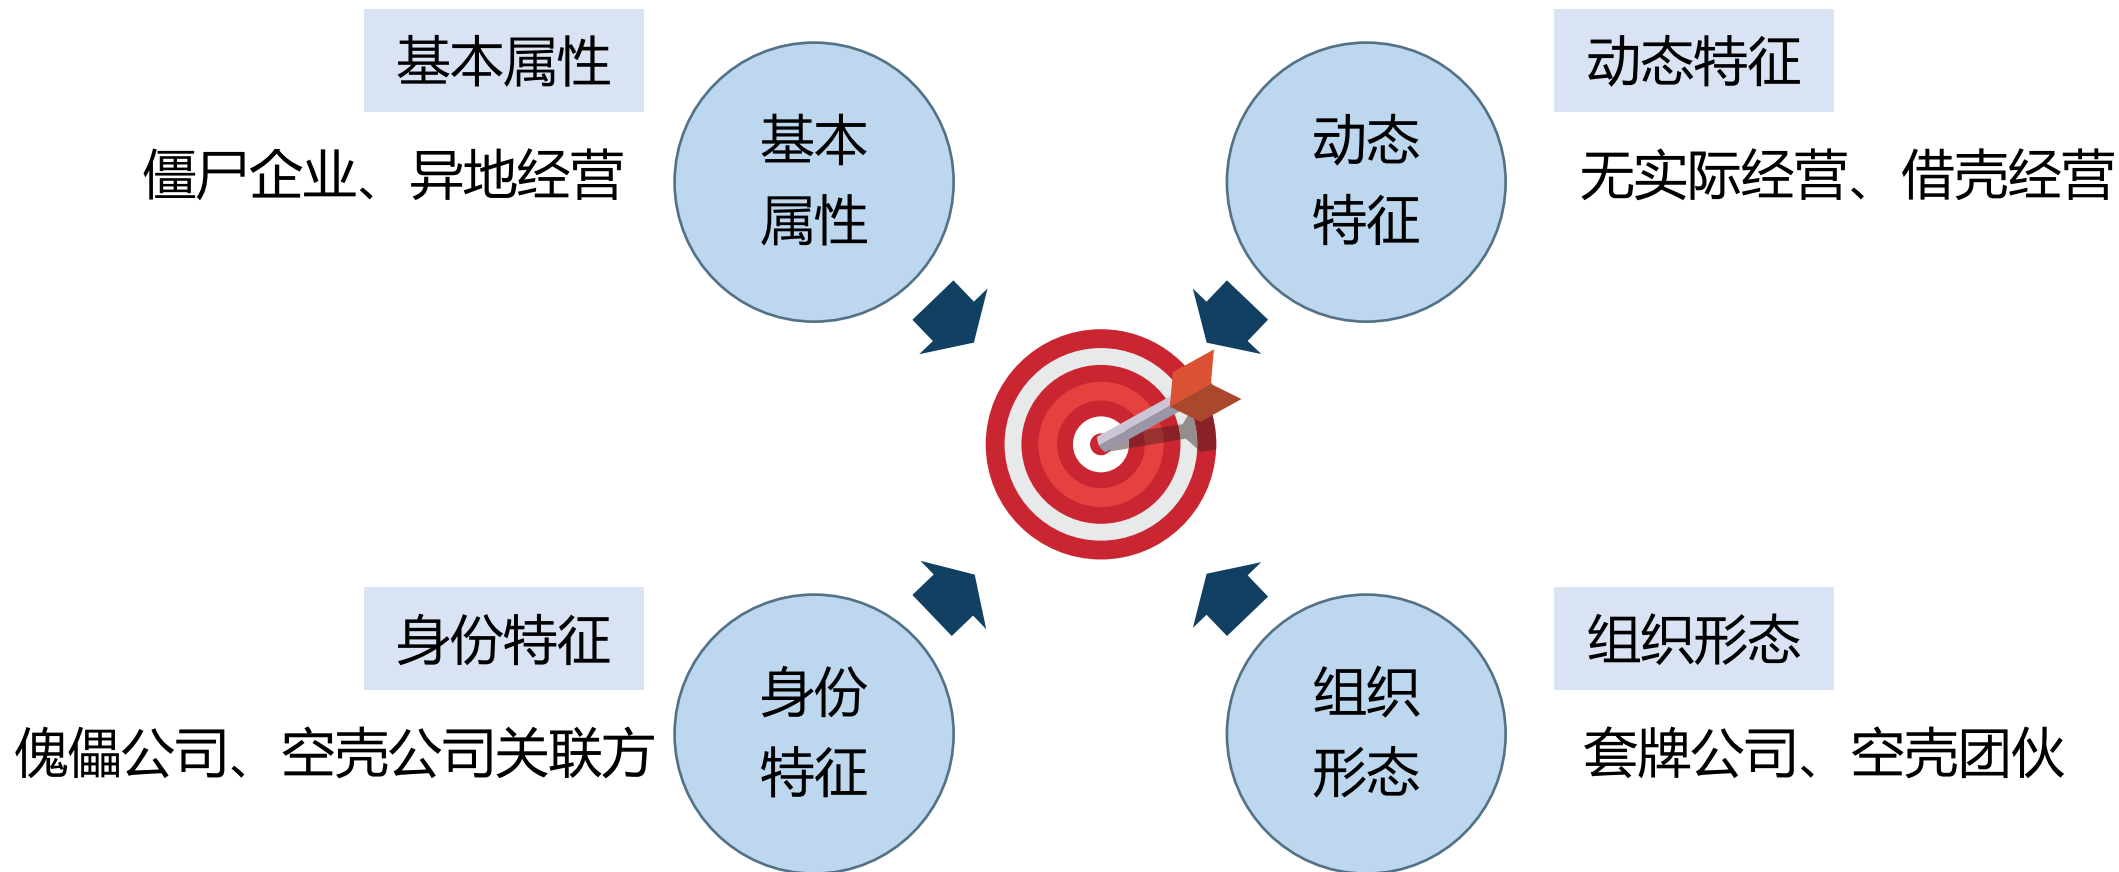 基本属性
僵尸企业、异地经营
基本
属性
动态
特征
动态特征
无实际经营、借壳经营
身份特征
傀儡公司、空壳公司关联方
身份
特征
组织
形态
组织形态
套牌公司、空壳团伙